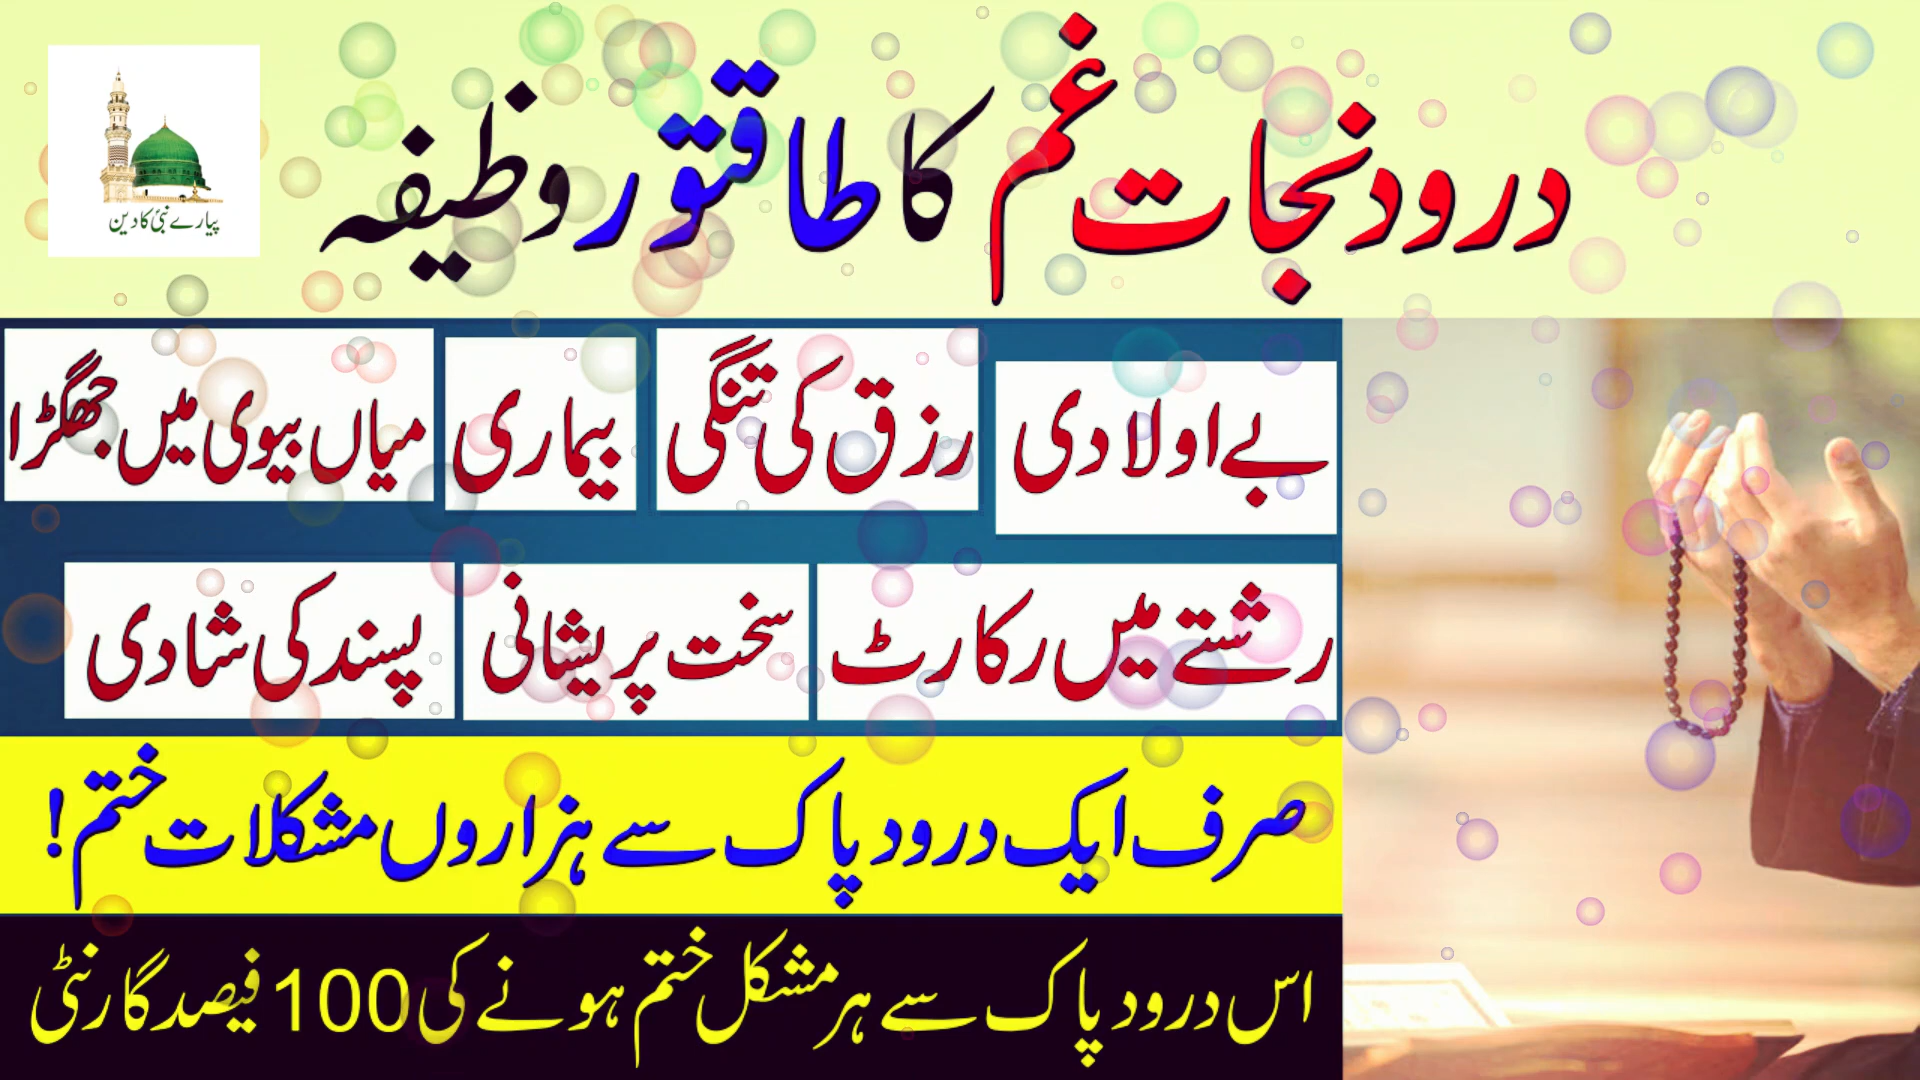 درود نجات غم کا طاقتور وظیفہ
پیارے نبیؐ کا دین
بے اولادی رزق کی تنگی بیماری میاں بیوی میں جھگڑا
رشتے میں رکارٹ سخت پریشانی پسند کی شادی
صرف ایک درود پاک سے ہزاروں مشکلات ختم!
اس درود پاک سے ہر مشکل ختم ہونے کی 100 فیصد گارنٹی